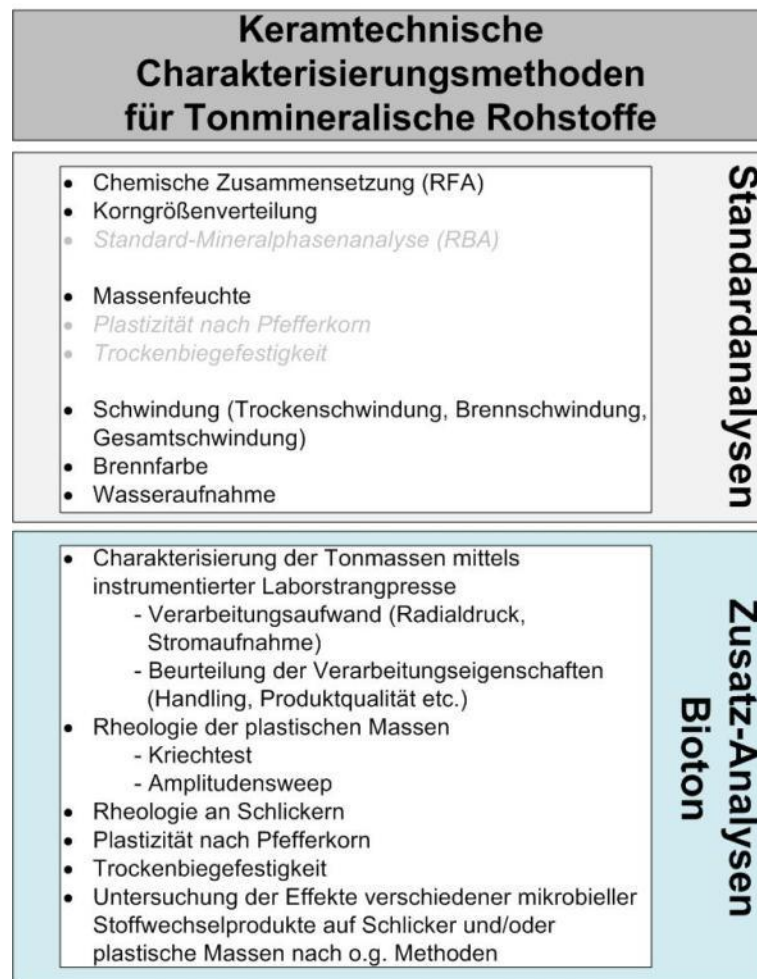 Keramtechnische
Charakterisierungsmethoden
für Tonmineralische Rohstoffe
• Chemische Zusammensetzung (RFA)
• Korngrößenverteilung
• Standard-Mineralphasenanalyse (RBA)
• Massenfeuchte
• Plastizität nach Pfefferkorn
• Trockenbiegefestigkeit
• Schwindung (Trockenschwindung, Brennschwindung,
Gesamtschwindung)
• Brennfarbe
• Wasseraufnahme
Standardanalysen
• Charakterisierung der Tonmassen mittels
instrumentierter Laborstrangpresse
- Verarbeitungsaufwand (Radialdruck,
Stromaufnahme)
- Beurteilung der Verarbeitungseigenschaften
(Handling, Produktqualität etc.)
• Rheologie der plastischen Massen
- Kriechtest
- Amplitudensweep
• Rheologie an Schlickern
• Plastizität nach Pfefferkorn
• Trockenbiegefestigkeit
• Untersuchung der Effekte verschiedener mikrobieller
Stoffwechselprodukte auf Schlicker und/oder
plastische Massen nach o.g. Methoden
Zusatz-Analysen
Bioton